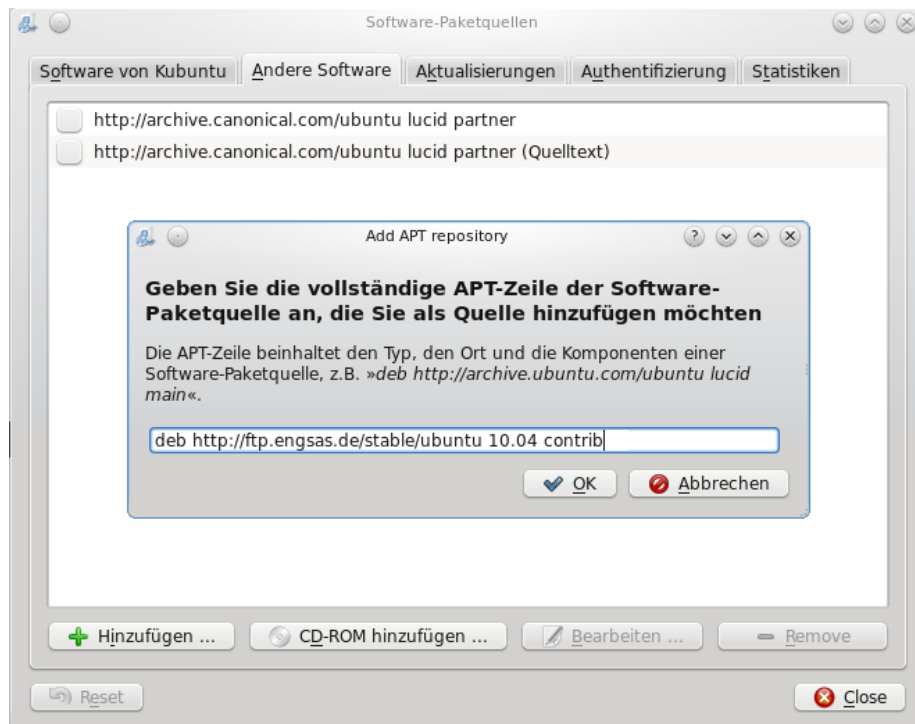 Software-Paketquellen
Software von Kubuntu
Andere Software
Aktualisierungen
Authentifizierung
Statistiken
http://archive.canonical.com/ubuntu lucid partner
http://archive.canonical.com/ubuntu lucid partner (Quelltext)
Add APT repository
?
Geben Sie die vollständige APT-Zeile der Software-
Paketquelle an, die Sie als Quelle hinzufügen möchten
Die APT-Zeile beinhaltet den Typ, den Ort und die Komponenten einer
Software-Paketquelle, z.B. »deb http://archive.ubuntu.com/ubuntu lucid
main«.
deb http://ftp.engsas.de/stable/ubuntu 10.04 contrib
OK
Abbrechen
Hinzufügen ...
CD-ROM hinzufügen ...
Bearbeiten ...
Remove
Reset
Close